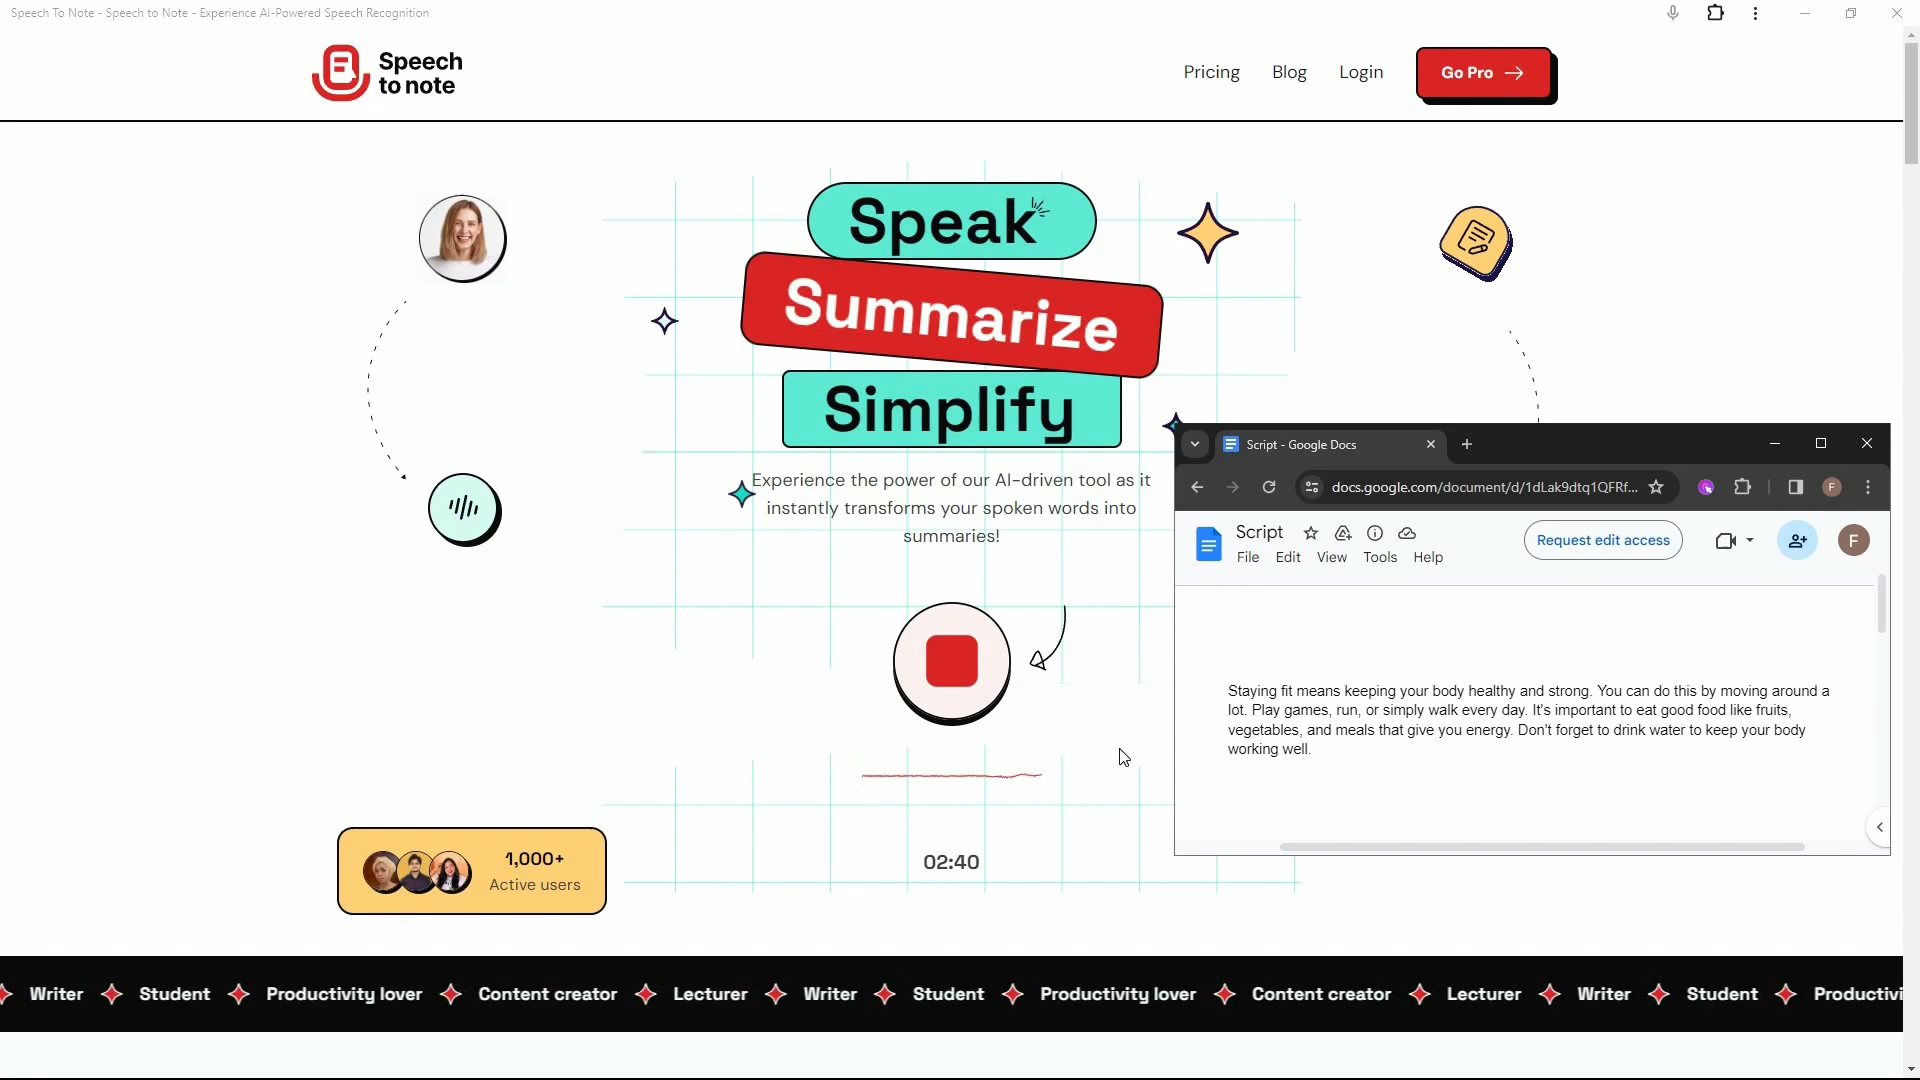 Speech To Note - Speech to Note - Experience AI-Powered Speech Recognition
Speech
to note
Pricing
Blog
Login
Go Pro
Speak
Summarize
Simplify
Experience the power of our AI-driven tool as it
instantly transforms your spoken words into
summaries!
02:40
1,000+
Active users
Script - Google Docs
docs.google.com/document/d/1dLak9dtq1QFRf...
F
Script
Request edit access
F
File Edit View Tools Help
Staying fit means keeping your body healthy and strong. You can do this by moving around a
lot. Play games, run, or simply walk every day. It's important to eat good food like fruits,
vegetables, and meals that give you energy. Don't forget to drink water to keep your body
working well.
Writer Student Productivity lover Content creator Lecturer Writer Student Productivity lover Content creator Lecturer Writer Student Productivi